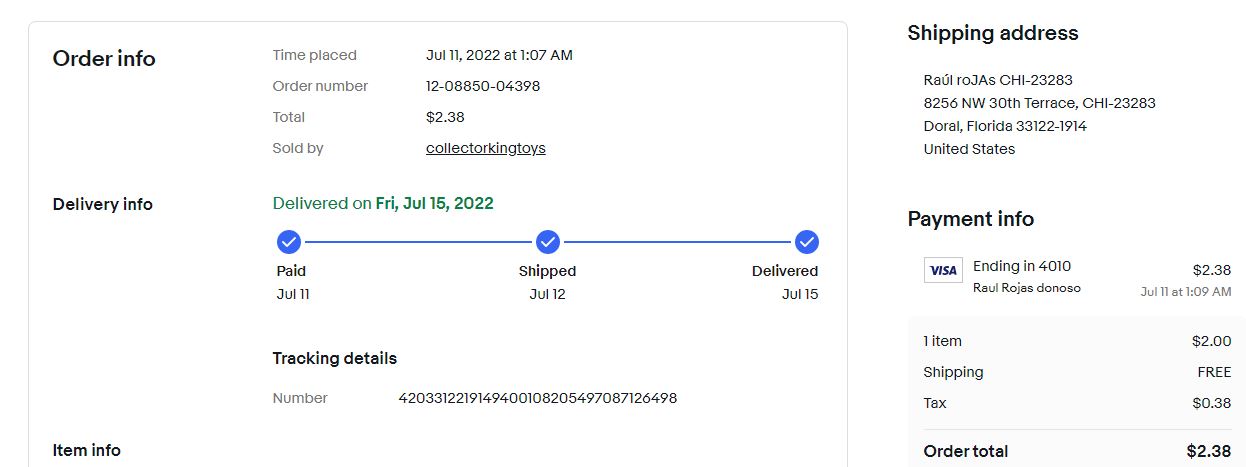 Order info
Time placed Jul 11, 2022 at 1:07 AM
Order number 12-08850-04398
Total $2.38
Sold by collectorkingtoys
Delivery info
Delivered on Fri, Jul 15, 2022
Paid Shipped Delivered
Jul 11 Jul 12 Jul 15
Tracking details
Number 420331221914940010820549708712​6498
Item info
Shipping address
Raúl roJAs CHI-23283
8256 NW 30th Terrace, CHI-23283
Doral, Florida 33122-1914
United States
Payment info
VISA Ending in 4010 $2.38
Raul Rojas donoso Jul 11 at 1:09 AM
1 item $2.00
Shipping FREE
Tax $0.38
Order total $2.38